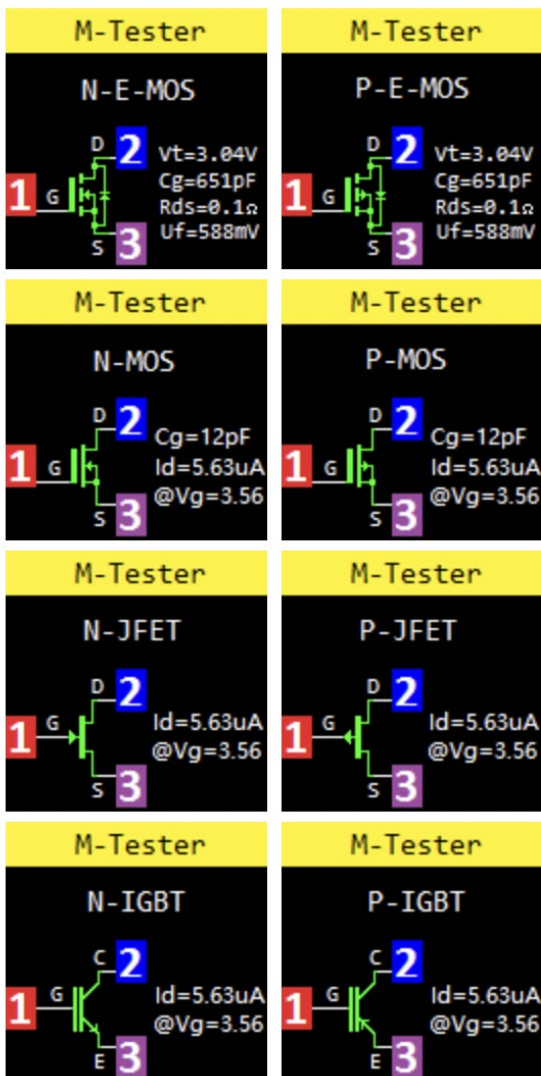 M-Tester
N-E-MOS
D 2
Vt=3.04V
Cg=651pF
1 G
Rds=0.1Ω
Uf=588mV
S 3
M-Tester
P-E-MOS
D 2
Vt=3.04V
Cg=651pF
1 G
Rds=0.1Ω
Uf=588mV
S 3
M-Tester
N-MOS
D 2
Cg=12pF
1 G
Id=5.63uA
@Vg=3.56
S 3
M-Tester
P-MOS
D 2
Cg=12pF
1 G
Id=5.63uA
@Vg=3.56
S 3
M-Tester
N-JFET
D 2
1 G
Id=5.63uA
@Vg=3.56
S 3
M-Tester
P-JFET
D 2
1 G
Id=5.63uA
@Vg=3.56
S 3
M-Tester
N-IGBT
C 2
1 G
Id=5.63uA
@Vg=3.56
E 3
M-Tester
P-IGBT
C 2
1 G
Id=5.63uA
@Vg=3.56
E 3